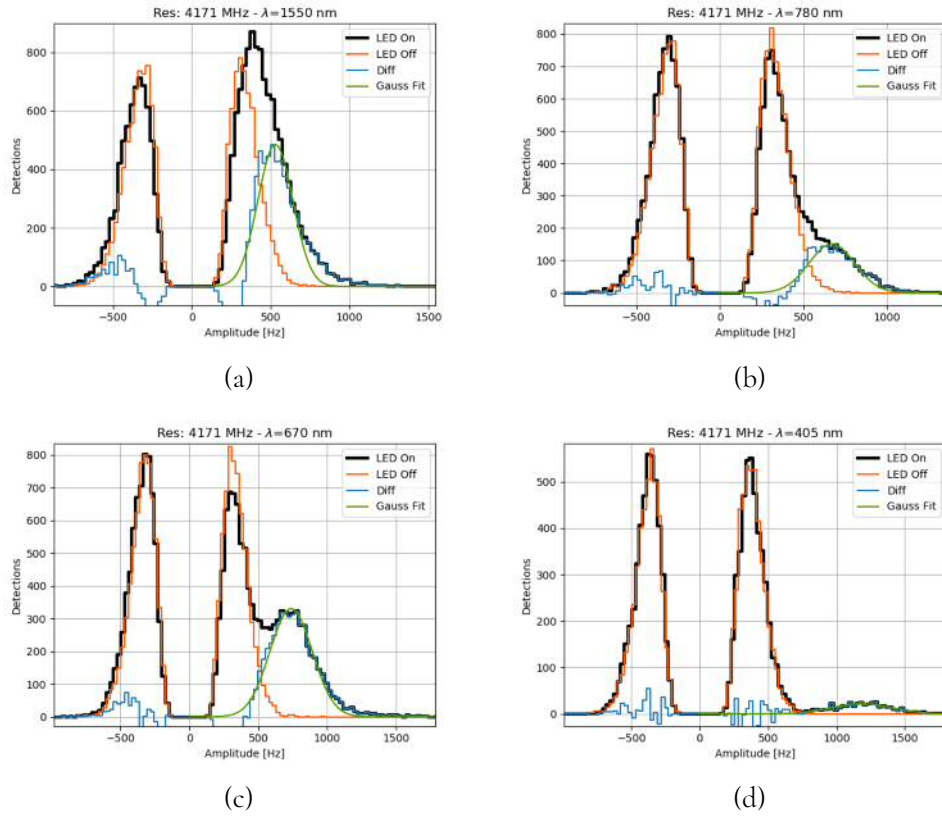 Res: 4171 MHz - λ=1550 nm
LED On
LED Off
Diff
Gauss Fit
800
600
400
200
0
Detections
−500
0
500
1000
1500
Amplitude [Hz]
(a)
Res: 4171 MHz - λ=780 nm
LED On
LED Off
Diff
Gauss Fit
800
700
600
500
400
300
200
100
0
Detections
−500
0
500
1000
Amplitude [Hz]
(b)
Res: 4171 MHz - λ=670 nm
LED On
LED Off
Diff
Gauss Fit
800
700
600
500
400
300
200
100
0
Detections
−500
0
500
1000
1500
Amplitude [Hz]
(c)
Res: 4171 MHz - λ=405 nm
LED On
LED Off
Diff
Gauss Fit
500
400
300
200
100
0
Detections
−500
0
500
1000
1500
Amplitude [Hz]
(d)